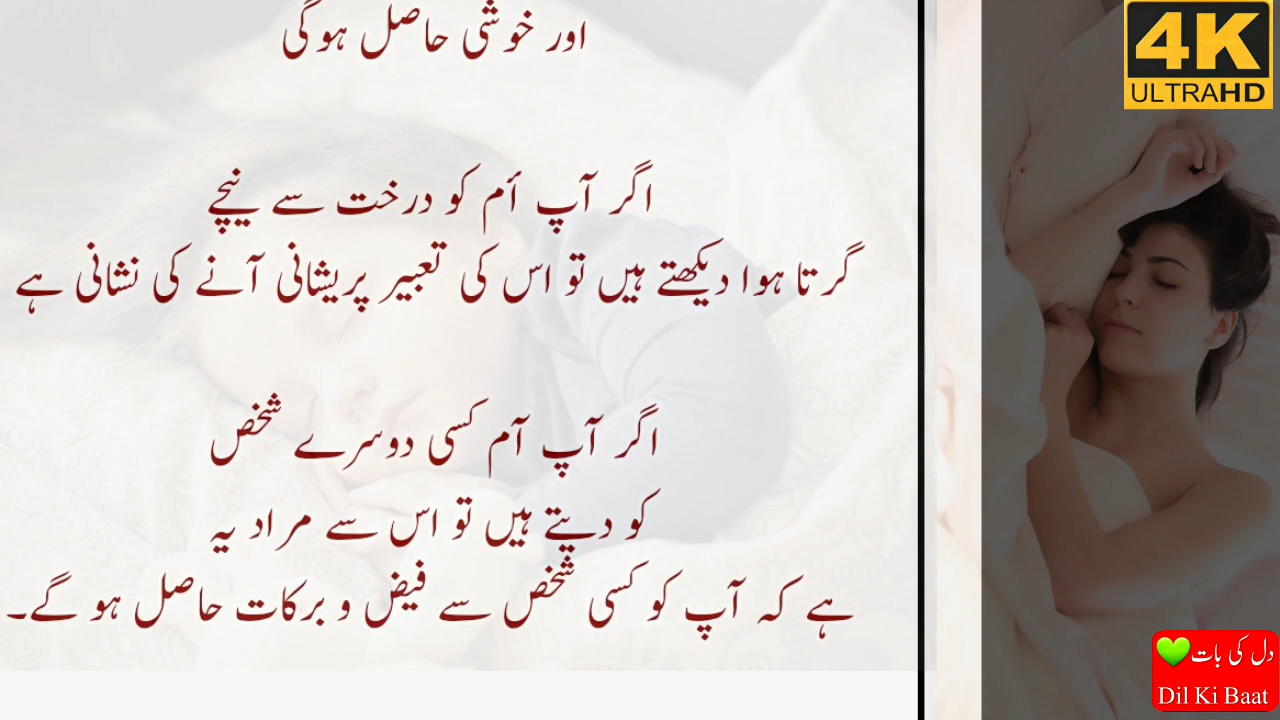 اور خوشی حاصل ہوگی
اگر آپ أم کو درخت سے نیچے
گرتا ہوا دیکھتے ہیں تو اس کی تعبیر پریشانی آنے کی نشانی ہے
اگر آپ آم کسی دوسرے شخص
کو دیتے ہیں تو اس سے مراد یہ
ہے کہ آپ کو کسی شخص سے فیض و برکات حاصل ہو گے۔
4K
ULTRAHD
دل کی بات💚
Dil Ki Baat